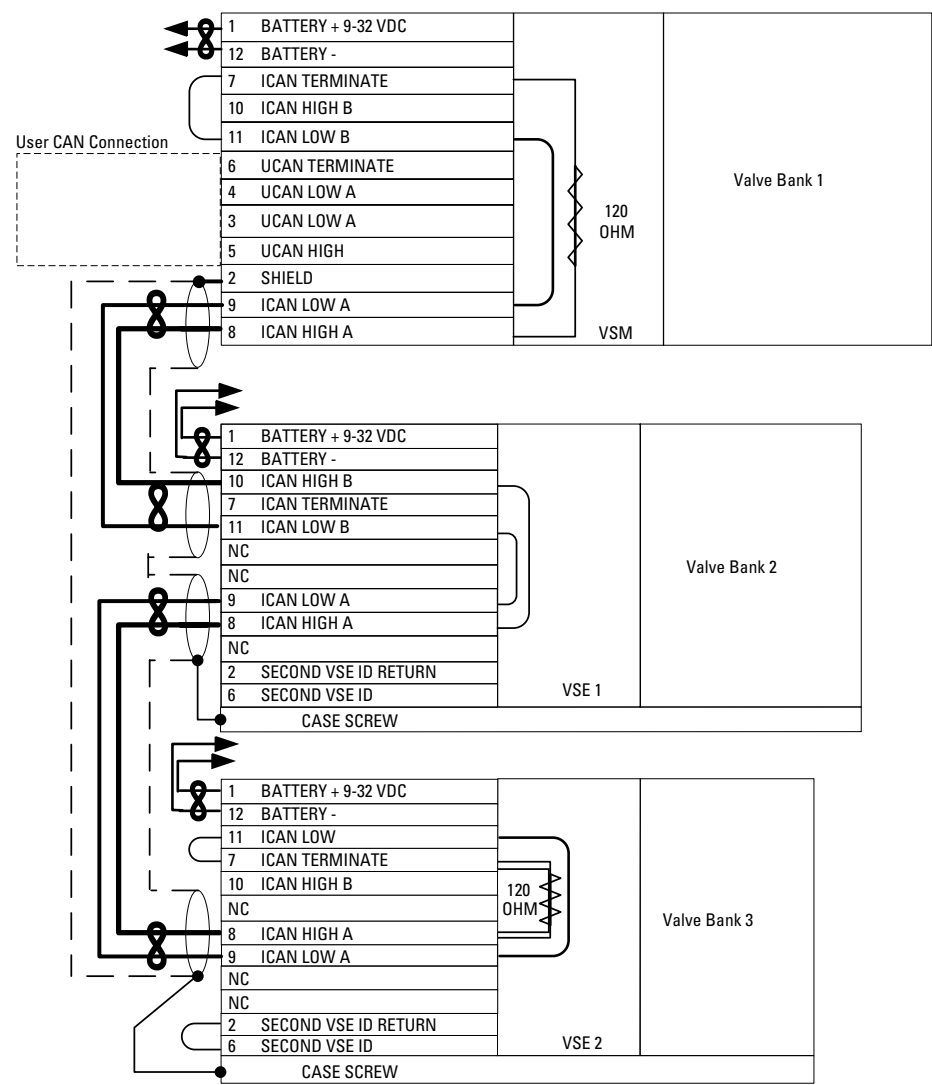 1 BATTERY + 9-32 VDC
12 BATTERY -
7 ICAN TERMINATE
10 ICAN HIGH B
11 ICAN LOW B
User CAN Connection
6 UCAN TERMINATE
4 UCAN LOW A
3 UCAN LOW A
5 UCAN HIGH
2 SHIELD
9 ICAN LOW A
8 ICAN HIGH A
120
OHM
VSM
Valve Bank 1
1 BATTERY + 9-32 VDC
12 BATTERY -
10 ICAN HIGH B
7 ICAN TERMINATE
11 ICAN LOW B
NC
NC
9 ICAN LOW A
8 ICAN HIGH A
NC
2 SECOND VSE ID RETURN
6 SECOND VSE ID
CASE SCREW
VSE 1
Valve Bank 2
1 BATTERY + 9-32 VDC
12 BATTERY -
11 ICAN LOW
7 ICAN TERMINATE
10 ICAN HIGH B
NC
8 ICAN HIGH A
9 ICAN LOW A
NC
NC
2 SECOND VSE ID RETURN
6 SECOND VSE ID
CASE SCREW
120
OHM
VSE 2
Valve Bank 3